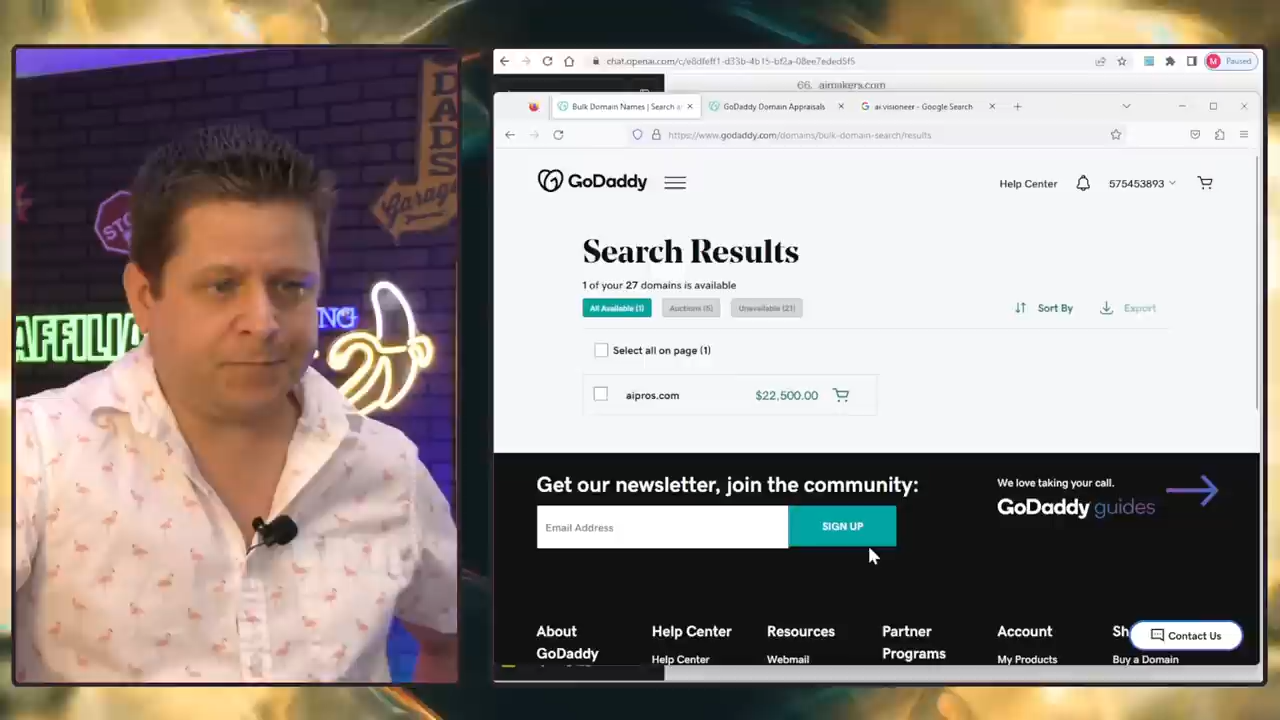 DADS
Garage
STO
AFFILIA
NG
chat.openai.com/c/e8dfeff1-d33b-4b15-bf2a-08ee7eded5f5
M Paused
66. aimakers.com
Bulk Domain Names | Search a
GoDaddy Domain Appraisals
ai visioneer - Google Search
https://www.godaddy.com/domains/bulk-domain-search/results
GoDaddy
Help Center
575453893
Search Results
1 of your 27 domains is available
All Available (1)
Auctions (5)
Unavailable (21)
Sort By
Export
Select all on page (1)
aipros.com
$22,500.00
Get our newsletter, join the community:
Email Address
SIGN UP
We love taking your call.
GoDaddy guides
About GoDaddy
Help Center
Help Center
Resources
Webmail
Partner Programs
Account
My Products
Sh
Buy a Domain
Contact Us